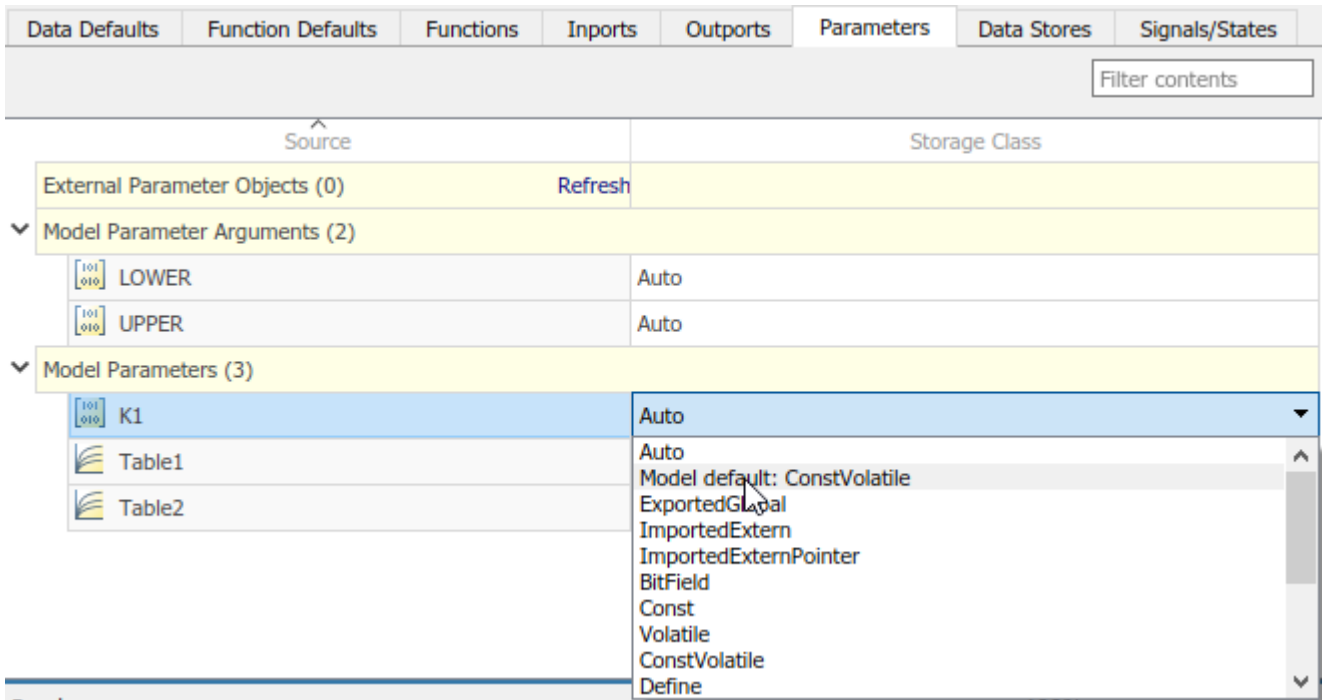 Data Defaults Function Defaults Functions Inports Outports Parameters Data Stores Signals/States
Filter contents
Source Storage Class
External Parameter Objects (0) Refresh
Model Parameter Arguments (2)
LOWER Auto
UPPER Auto
Model Parameters (3)
K1 Auto
Table1
Table2
Auto
Model default: ConstVolatile
ExportedGlobal
ImportedExtern
ImportedExternPointer
BitField
Const
Volatile
ConstVolatile
Define